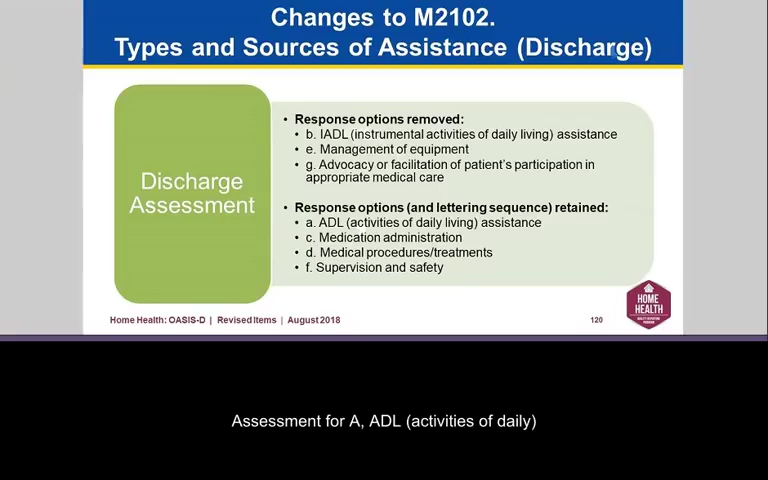 Changes to M2102.
Types and Sources of Assistance (Discharge)
Discharge
Assessment
• Response options removed:
• b. IADL (instrumental activities of daily living) assistance
• e. Management of equipment
• g. Advocacy or facilitation of patient's participation in
appropriate medical care
• Response options (and lettering sequence) retained:
• a. ADL (activities of daily living) assistance
• c. Medication administration
• d. Medical procedures/treatments
• f. Supervision and safety
Home Health: OASIS-D | Revised Items | August 2018
120
HOME
HEALTH
Assessment for A, ADL (activities of daily)